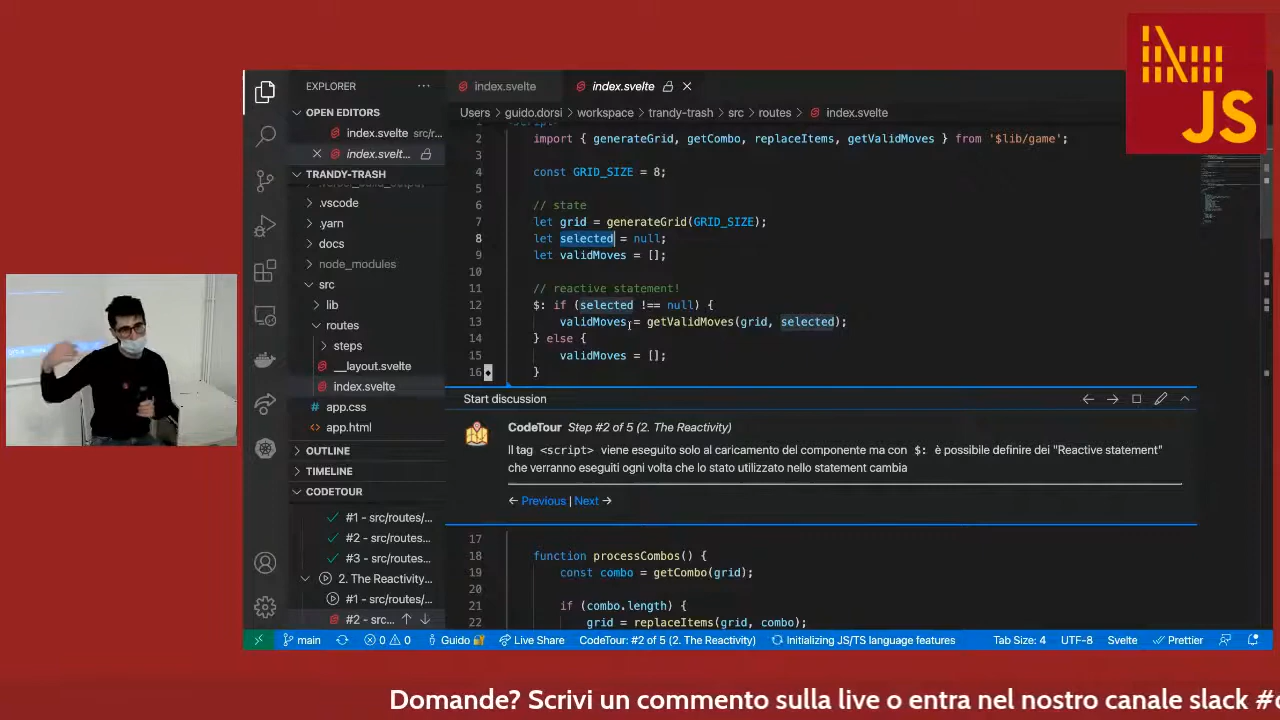 JS
EXPLORER
OPEN EDITORS
index.svelte src/r...
index.svelt...
TRANDY-TRASH
.vscode
.yarn
docs
node_modules
src
lib
routes
steps
__layout.svelte
index.svelte
app.css
app.html
OUTLINE
TIMELINE
CODETOUR
#1 - src/routes/...
#2 - src/routes...
#3 - src/routes/...
2. The Reactivity...
#1 - src/routes/...
#2 - src...
index.svelte
index.svelte
Users > guido.dorsi > workspace > trandy-trash > src > routes > index.svelte
1
2 import { generateGrid, getCombo, replaceItems, getValidMoves } from '$lib/game';
3
4 const GRID_SIZE = 8;
5
6 // state
7 let grid = generateGrid(GRID_SIZE);
8 let selected = null;
9 let validMoves = [];
10
11 // reactive statement!
12 $: if (selected !== null) {
13 validMoves = getValidMoves(grid, selected);
14 } else {
15 validMoves = [];
16 }
Start discussion
CodeTour Step #2 of 5 (2. The Reactivity)
Il tag <script> viene eseguito solo al caricamento del componente ma con $: è possibile definire dei "Reactive statement"
che verranno eseguiti ogni volta che lo stato utilizzato nello statement cambia
← Previous | Next →
17
18 function processCombos() {
19 const combo = getCombo(grid);
20
21 if (combo.length) {
22 grid = replaceItems(grid, combo);
main 0 0 Guido Live Share CodeTour: #2 of 5 (2. The Reactivity) Initializing JS/TS language features Tab Size: 4 UTF-8 Svelte Prettier
Domande? Scrivi un commento sulla live o entra nel nostro canale slack